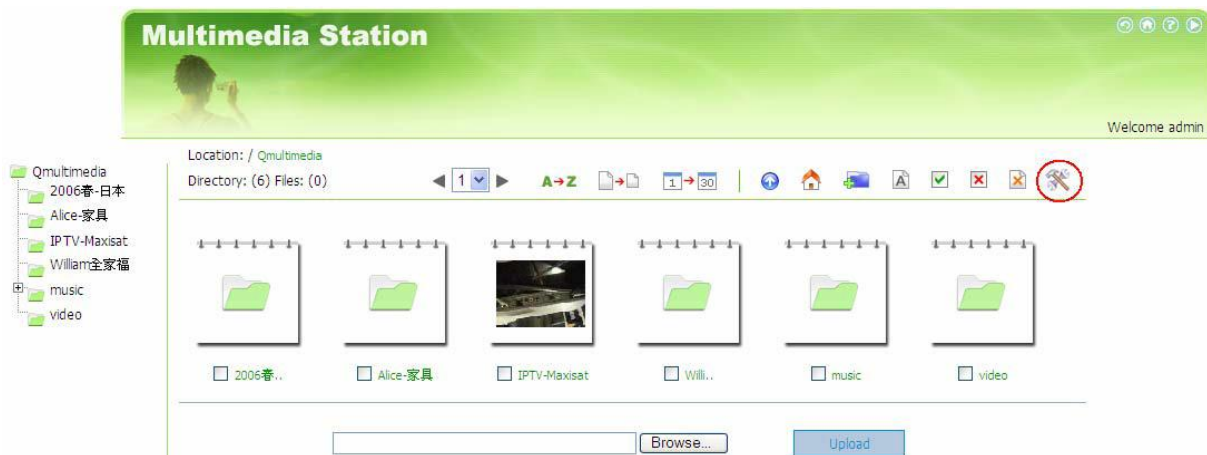 Multimedia Station
Welcome admin
Location: / Qmultimedia
Directory: (6) Files: (0)
1
A→Z
1→30
A
Qmultimedia
2006春-日本
Alice-家具
IPTV-Maxisat
William全家福
music
video
2006春..
Alice-家具
IPTV-Maxisat
Willi..
music
video
Browse...
Upload